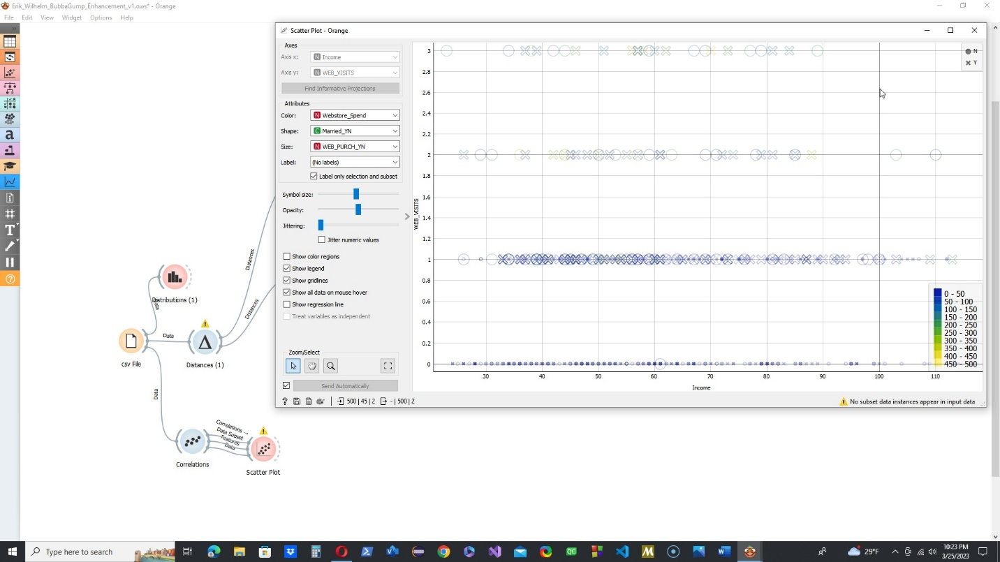 Erik_Wilhelm_BubbaGump_Enhancement_v1.ows* - Orange
File Edit View Widget Options Help
Scatter Plot - Orange
Axes
Axis x: N Income
Axis y: N WEB_VISITS
Find Informative Projections
Attributes
Color: N Webstore_Spend
Shape: C Married_YN
Size: N WEB_PURCH_YN
Label: (No labels)
Label only selection and subset
Symbol size:
Opacity:
Jittering:
Jitter numeric values
Show color regions
Show legend
Show gridlines
Show all data on mouse hover
Show regression line
Treat variables as independent
Zoom/Select
Send Automatically
500 | 45 | 2 - | 500 | 2
No subset data instances appear in input data
3
2.8
2.6
2.4
2.2
2
1.8
1.6
1.4
1.2
1
0.8
0.6
0.4
0.2
0
WEB_VISITS
30 40 50 60 70 80 90 100 110
Income
N
Y
0 - 50
50 - 100
100 - 150
150 - 200
200 - 250
250 - 300
300 - 350
350 - 400
400 - 450
450 - 500
Distances
Distances
Distributions (1)
Data
Data
csv File
Distances (1)
Data
Correlations →
Data Subset
Features
Data
Correlations
Scatter Plot
Type here to search
29°F
10:23 PM
3/25/2023